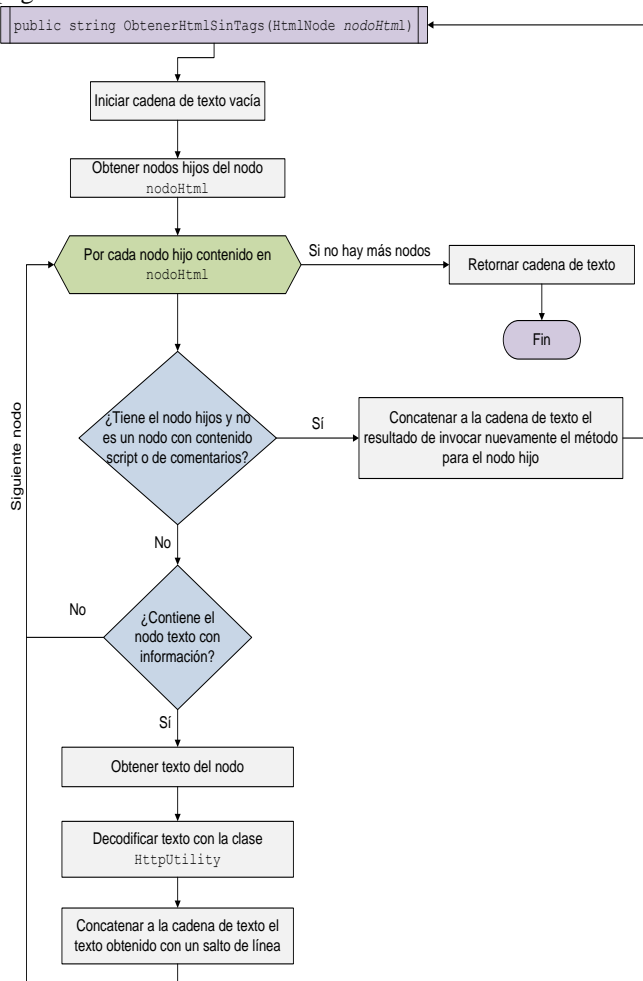 public string ObtenerHtmlSinTags(HtmlNode nodoHtml)
Iniciar cadena de texto vacía
Obtener nodos hijos del nodo
nodoHtml
Por cada nodo hijo contenido en
nodoHtml
Si no hay más nodos
Retornar cadena de texto
Fin
Siguiente nodo
¿Tiene el nodo hijos y no
es un nodo con contenido
script o de comentarios?
Sí
Concatenar a la cadena de texto el
resultado de invocar nuevamente el método
para el nodo hijo
No
No
¿Contiene el
nodo texto con
información?
Sí
Obtener texto del nodo
Decodificar texto con la clase
HttpUtility
Concatenar a la cadena de texto el
texto obtenido con un salto de línea